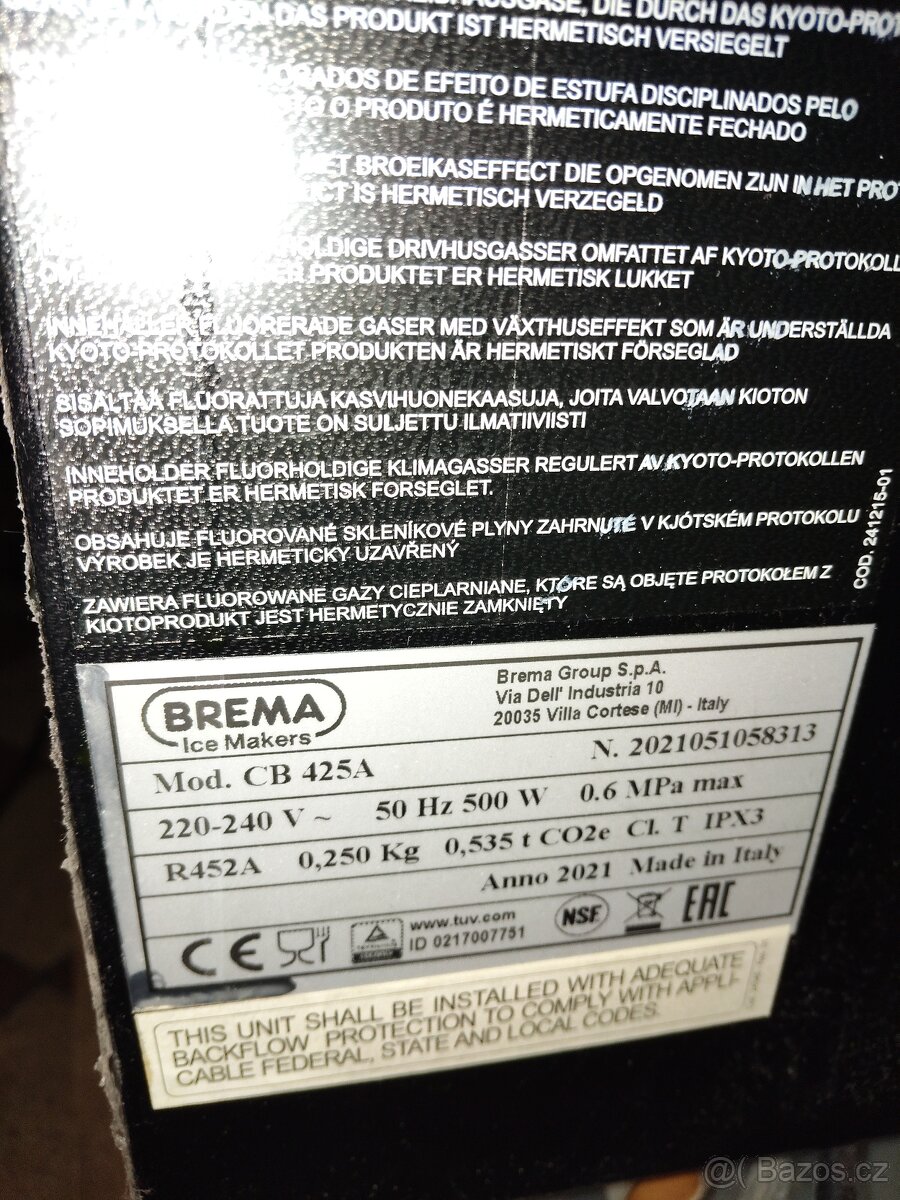 DIE DURCH DAS KYOTO-PROT
DAS PRODUKT IST HERMETISCH VERSIEGELT
DE EFEITO DE ESTUFA DISCIPLINADOS PELO
O PRODUTO É HERMETICAMENTE FECHADO
BROEIKASEFFECT DIE OPGENOMEN ZIJN IN HET PRO
IS HERMETISCH VERZEGELD
DRIVHUSGASSER OMFATTET AF KYOTO-PROTOKOLL
PRODUKTET ER HERMETISK LUKKET
INNEHÅLLER FLUORERADE GASER MED VÄXTHUSEFFEKT SOM ÄR UNDERSTÄLLDA
KYOTO-PROTOKOLLET PRODUKTEN ÄR HERMETISKT FÖRSEGLAD
SISÄLTÄÄ FLUORATTUJA KASVIHUONEKAASUJA, JOITA VALVOTAAN KIOTON
SOPIMUKSELLA TUOTE ON SULJETTU ILMATIIVIISTI
INNEHOLDER FLUORHOLDIGE KLIMAGASSER REGULERT AV KYOTO-PROTOKOLLEN
PRODUKTET ER HERMETISK FORSEGLET.
OBSAHUJE FLUOROVANÉ SKLENÍKOVÉ PLYNY ZAHRNUTÉ V KJÓTSKÉM PROTOKOLU
VÝROBEK JE HERMETICKY UZAVŘENÝ
ZAWIERA FLUOROWANE GAZY CIEPLARNIANE, KTÓRE SĄ OBJĘTE PROTOKOŁEM Z
KIOTOPRODUKT JEST HERMETYCZNIE ZAMKNIĘTY
COD. 241215-01
BREMA
Ice Makers
Brema Group S.p.A.
Via Dell' Industria 10
20035 Villa Cortese (MI) - Italy
Mod. CB 425A N. 2021051058313
220-240 V ~ 50 Hz 500 W 0.6 MPa max
R452A 0,250 Kg 0,535 t CO2e Cl. T IPX3
Anno 2021 Made in Italy
CE
www.tuv.com
ID 0217007751
NSF
EAC
THIS UNIT SHALL BE INSTALLED WITH ADEQUATE
BACKFLOW PROTECTION TO COMPLY WITH APPLI-
CABLE FEDERAL, STATE AND LOCAL CODES.
@( Bazos.cz